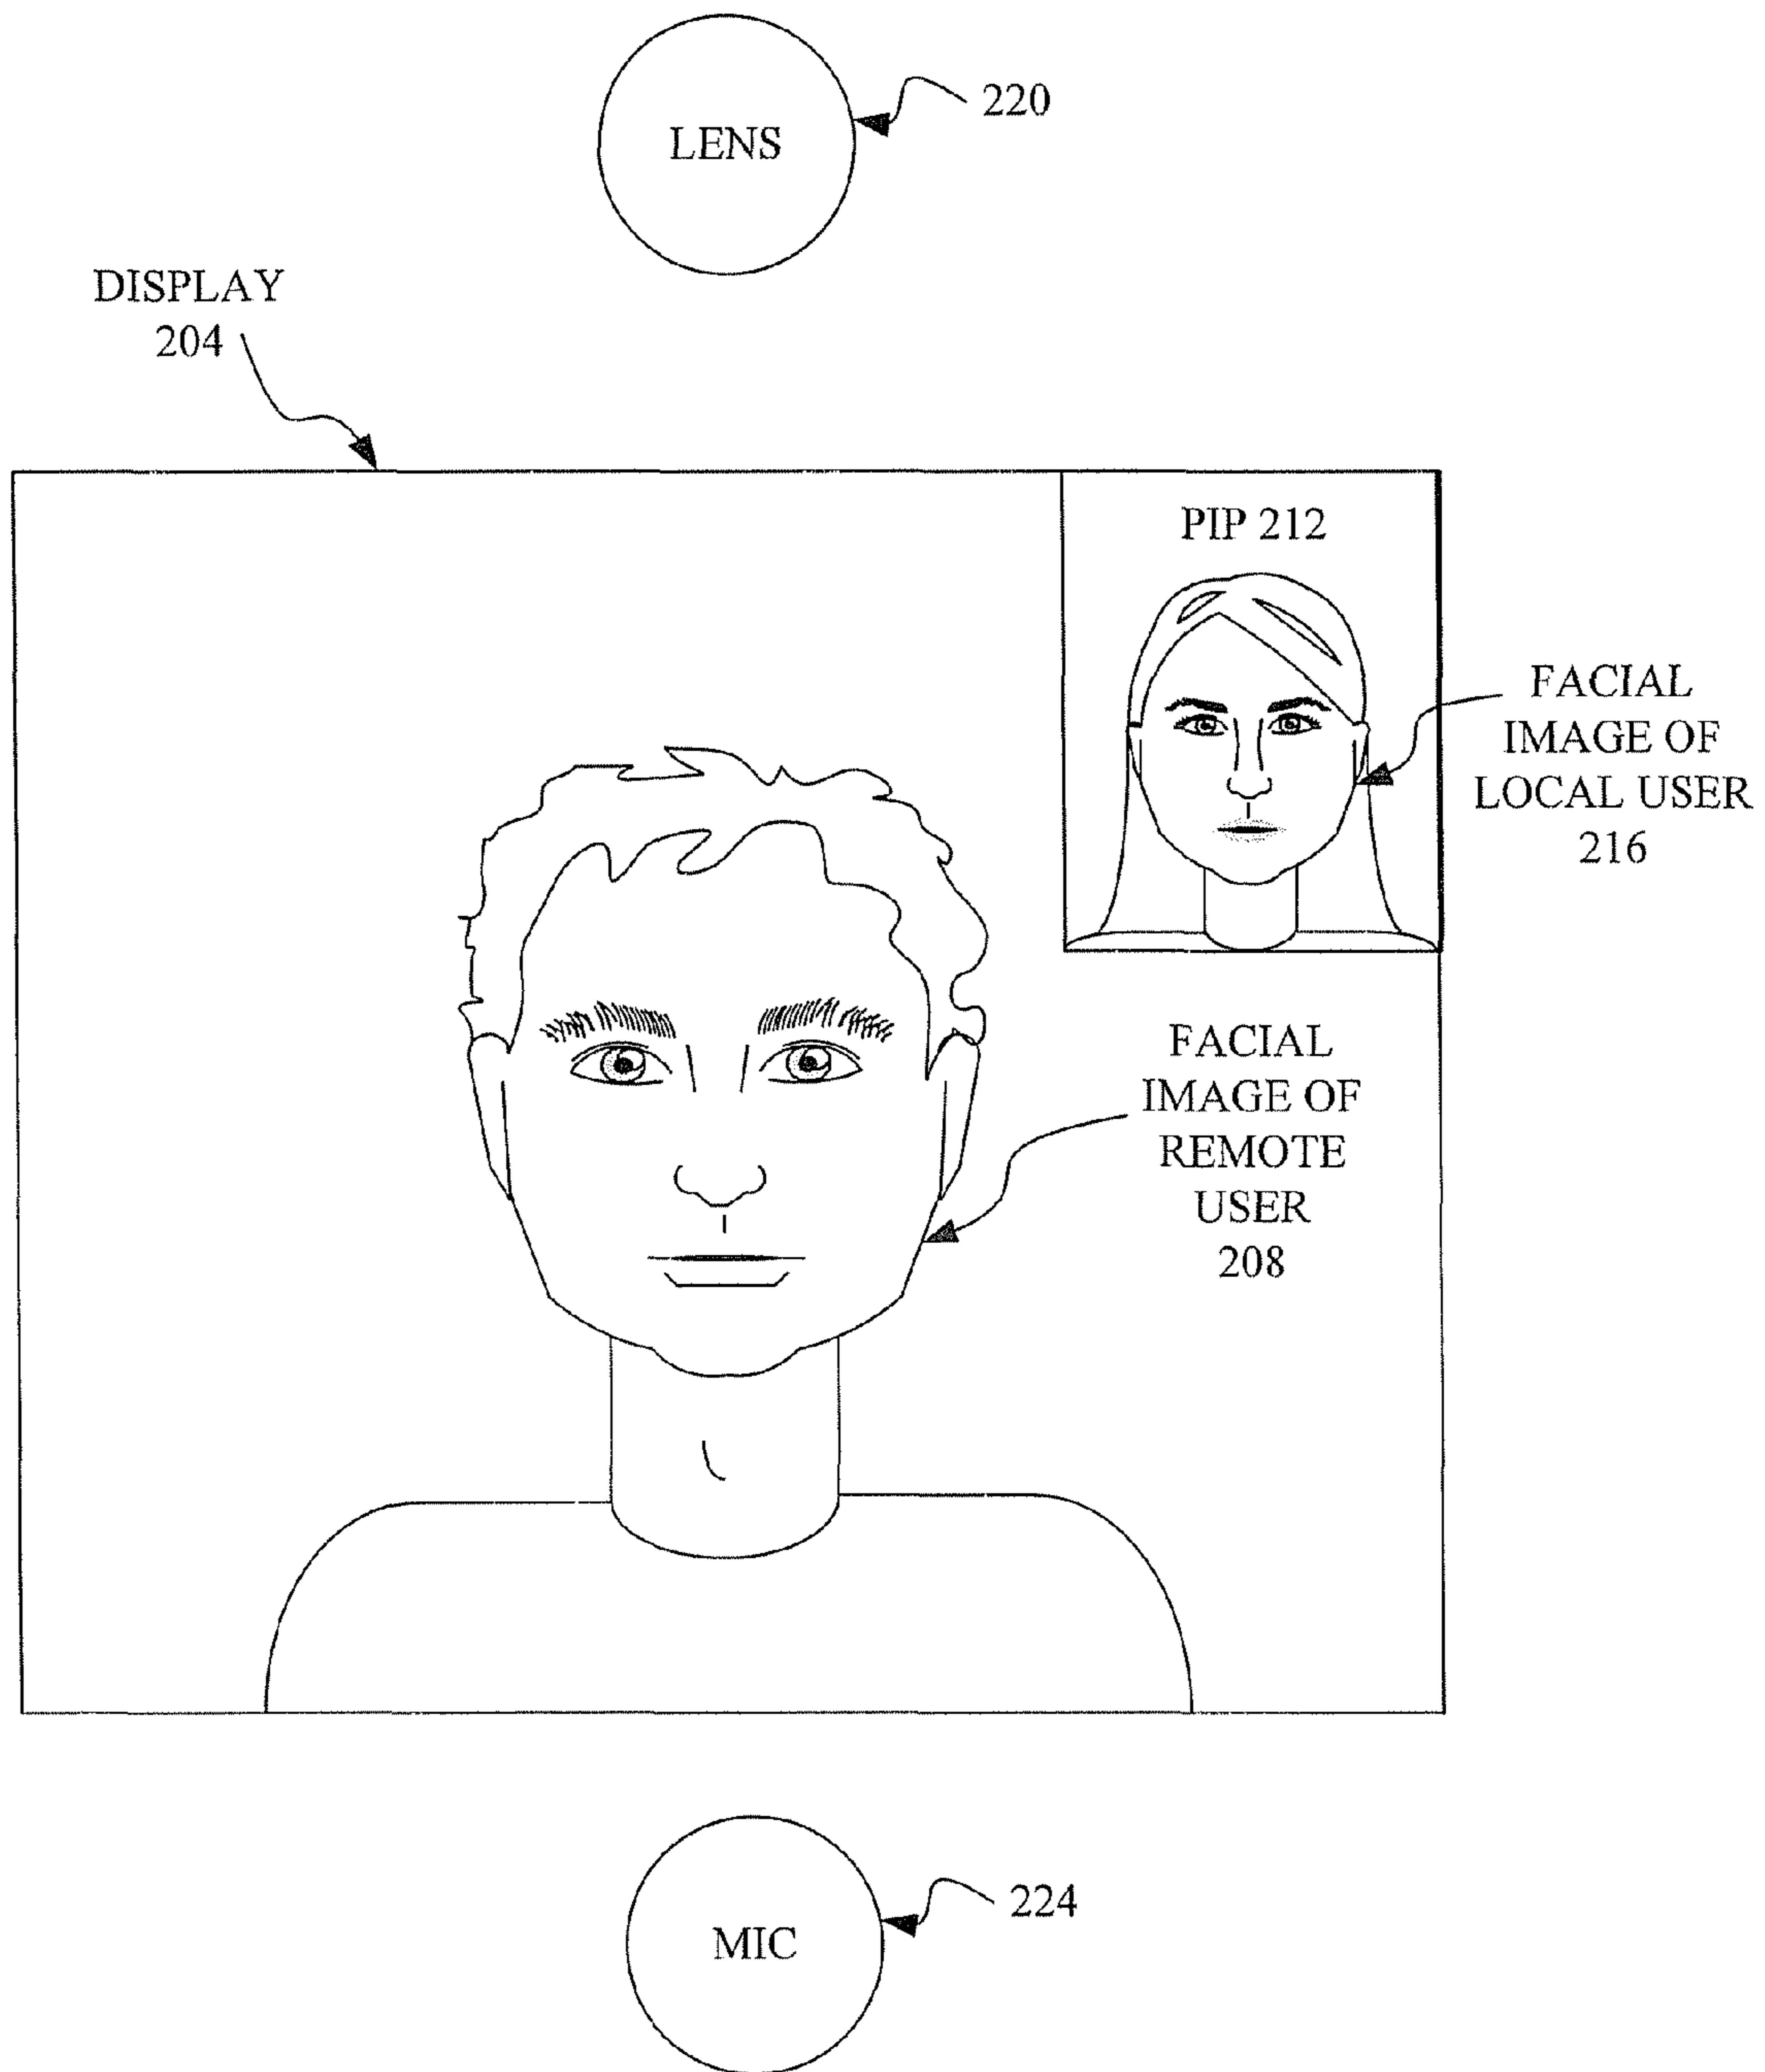 LENS
220
DISPLAY
204
PIP 212
FACIAL
IMAGE OF
LOCAL USER
216
FACIAL
IMAGE OF
REMOTE
USER
208
MIC
224